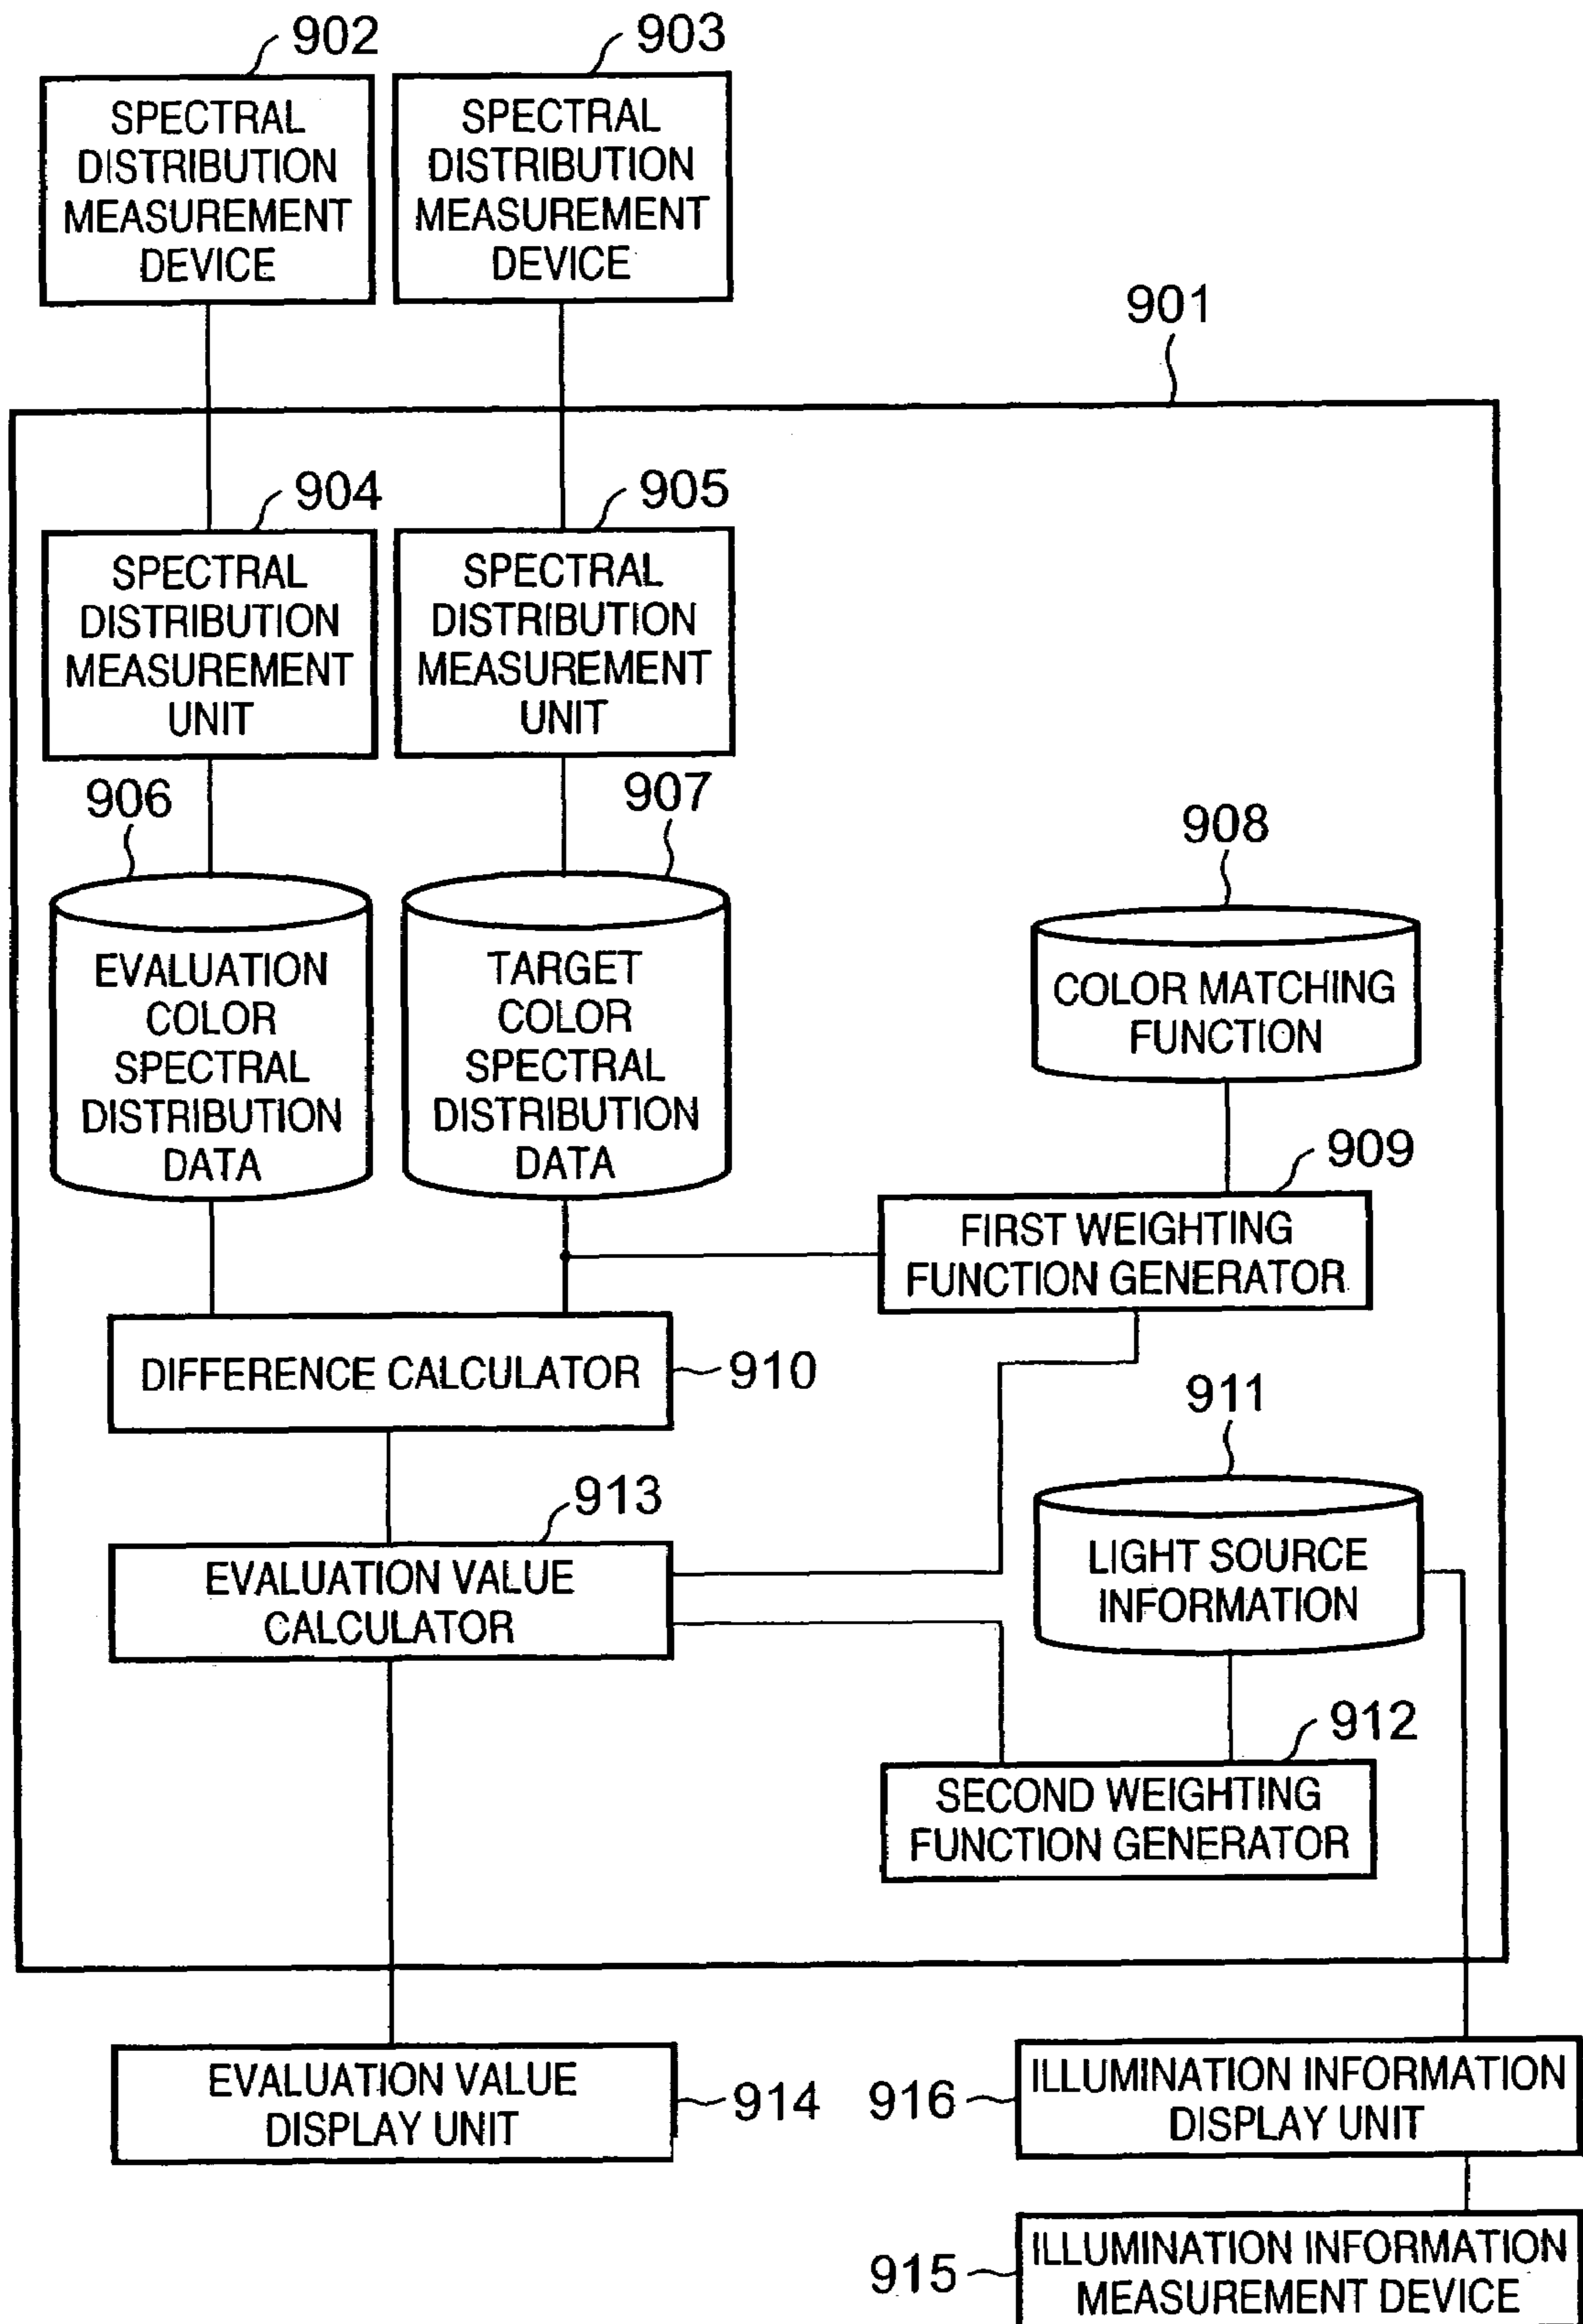 902
903
SPECTRAL
DISTRIBUTION
MEASUREMENT
DEVICE
SPECTRAL
DISTRIBUTION
MEASUREMENT
DEVICE
901
904
905
SPECTRAL
DISTRIBUTION
MEASUREMENT
UNIT
SPECTRAL
DISTRIBUTION
MEASUREMENT
UNIT
906
907
908
EVALUATION
COLOR
SPECTRAL
DISTRIBUTION
DATA
TARGET
COLOR
SPECTRAL
DISTRIBUTION
DATA
COLOR MATCHING
FUNCTION
909
FIRST WEIGHTING
FUNCTION GENERATOR
DIFFERENCE CALCULATOR
910
911
913
EVALUATION VALUE
CALCULATOR
LIGHT SOURCE
INFORMATION
912
SECOND WEIGHTING
FUNCTION GENERATOR
EVALUATION VALUE
DISPLAY UNIT
914
916
ILLUMINATION INFORMATION
DISPLAY UNIT
915
ILLUMINATION INFORMATION
MEASUREMENT DEVICE